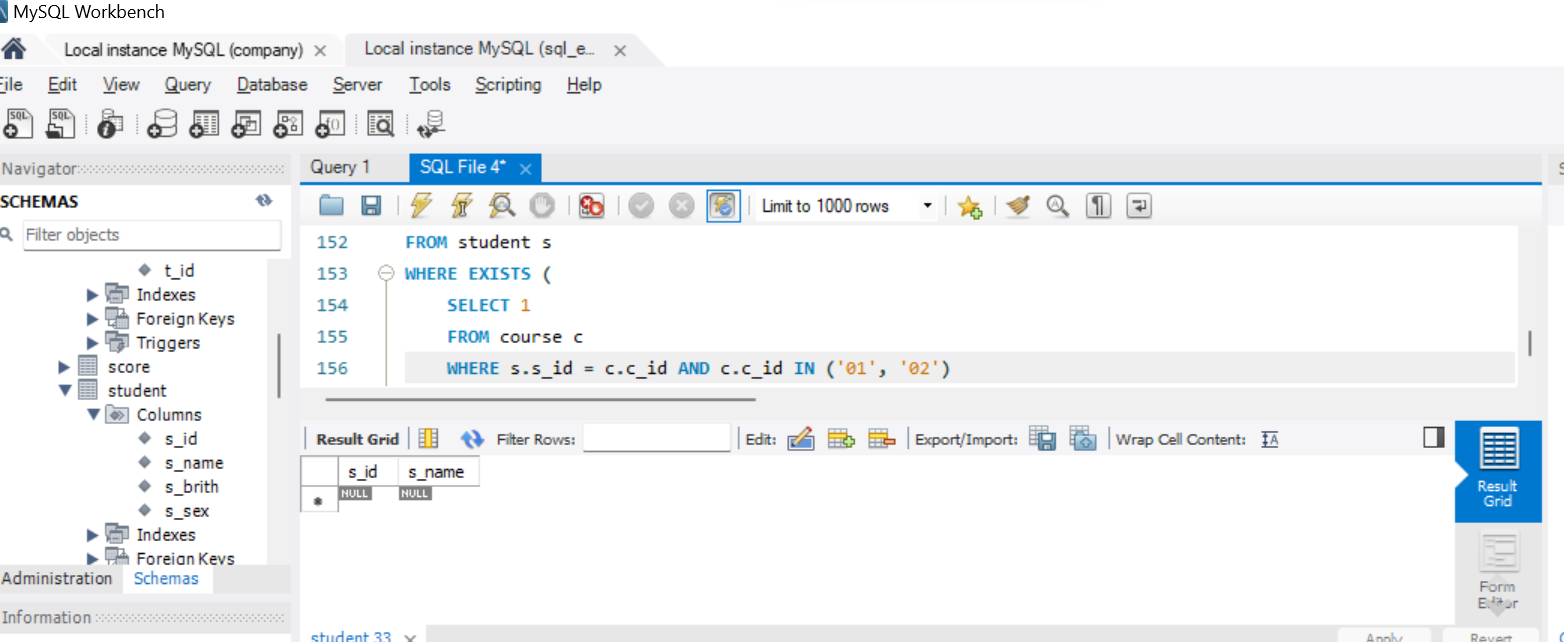 MySQL Workbench
Local instance MySQL (company)
Local instance MySQL (sql_e...
File Edit View Query Database Server Tools Scripting Help
Navigator
SCHEMAS
Filter objects
t_id
Indexes
Foreign Keys
Triggers
score
student
Columns
s_id
s_name
s_brith
s_sex
Indexes
Foreign Keys
Administration Schemas
Information
Query 1 SQL File 4*
Limit to 1000 rows
152 FROM student s
153 WHERE EXISTS (
154 SELECT 1
155 FROM course c
156 WHERE s.s_id = c.c_id AND c.c_id IN ('01', '02')
Result Grid Filter Rows: Edit: Export/Import: Wrap Cell Content:
s_id s_name
NULL NULL
Result
Grid
Form
Editor
student 33
Apply Revert